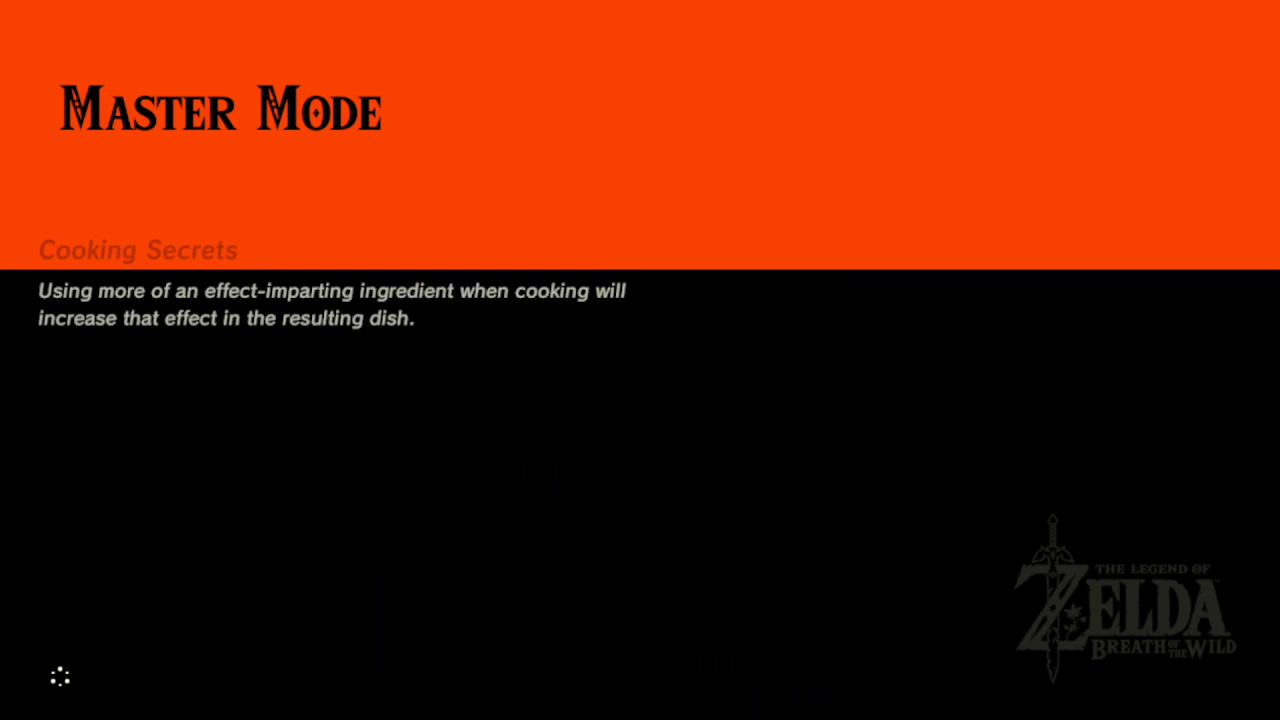 Master Mode
Cooking Secrets
Using more of an effect-imparting ingredient when cooking will
increase that effect in the resulting dish.
THE LEGEND OF
ZELDA
BREATH OF THE WILD